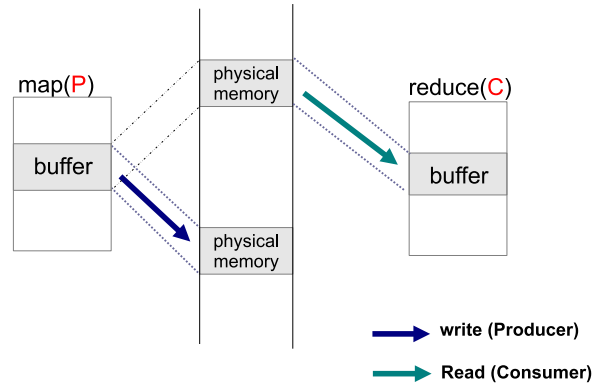 physical
memory
map(P)
reduce(C)
buffer
buffer
physical
memory
write (Producer)
Read (Consumer)